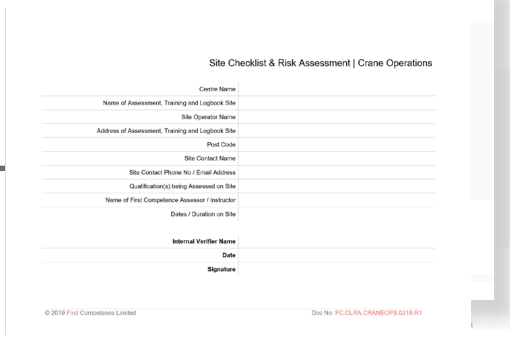 Site Checklist & Risk Assessment | Crane Operations
Centre Name
Name of Assessment, Training and Logbook Site
Site Operator Name
Address of Assessment, Training and Logbook Site
Post Code
Site Contact Name
Site Contact Phone No / Email Address
Qualification(s) being Assessed on Site
Name of First Competence Assessor / Instructor
Dates / Duration on Site
Internal Verifier Name
Date
Signature
© 2019 First Competence Limited
Doc No: FC.CLRA.CRANEOPS.0219.R1